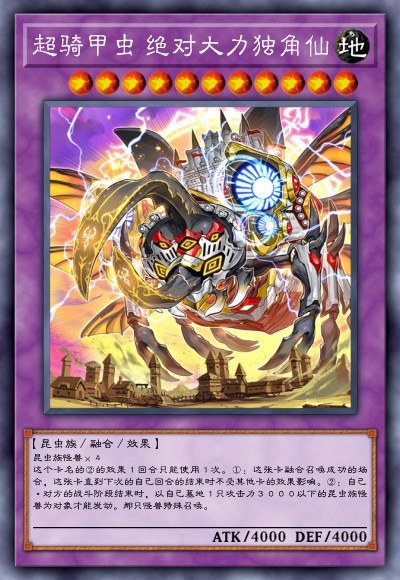 超骑甲虫 绝对大力独角仙
地
【昆虫族／融合／效果】
昆虫族怪兽×4
这个卡名的②的效果1回合只能使用1次。①：这张卡融合召唤成功的场
合，这张卡直到下次的自己回合的结束时不受其他卡的效果影响。②：自己
·对方的战斗阶段结束时，以自己墓地1只攻击力3000以下的昆虫族怪
兽为对象才能发动。那只怪兽特殊召唤。
ATK/4000 DEF/4000